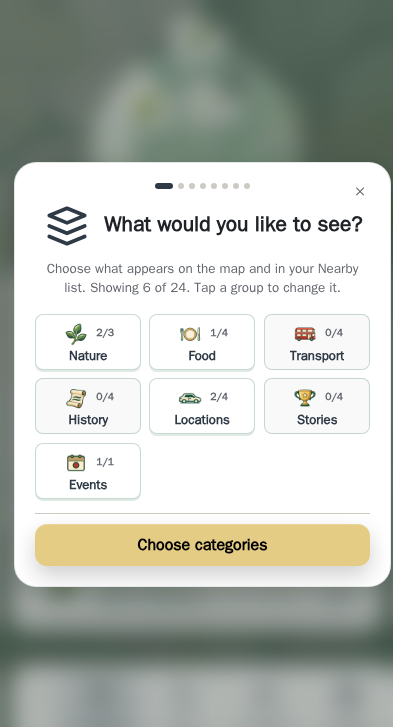 What would you like to see?
Choose what appears on the map and in your Nearby
list. Showing 6 of 24. Tap a group to change it.
2/3
Nature
1/4
Food
0/4
Transport
0/4
History
2/4
Locations
0/4
Stories
1/1
Events
Choose categories